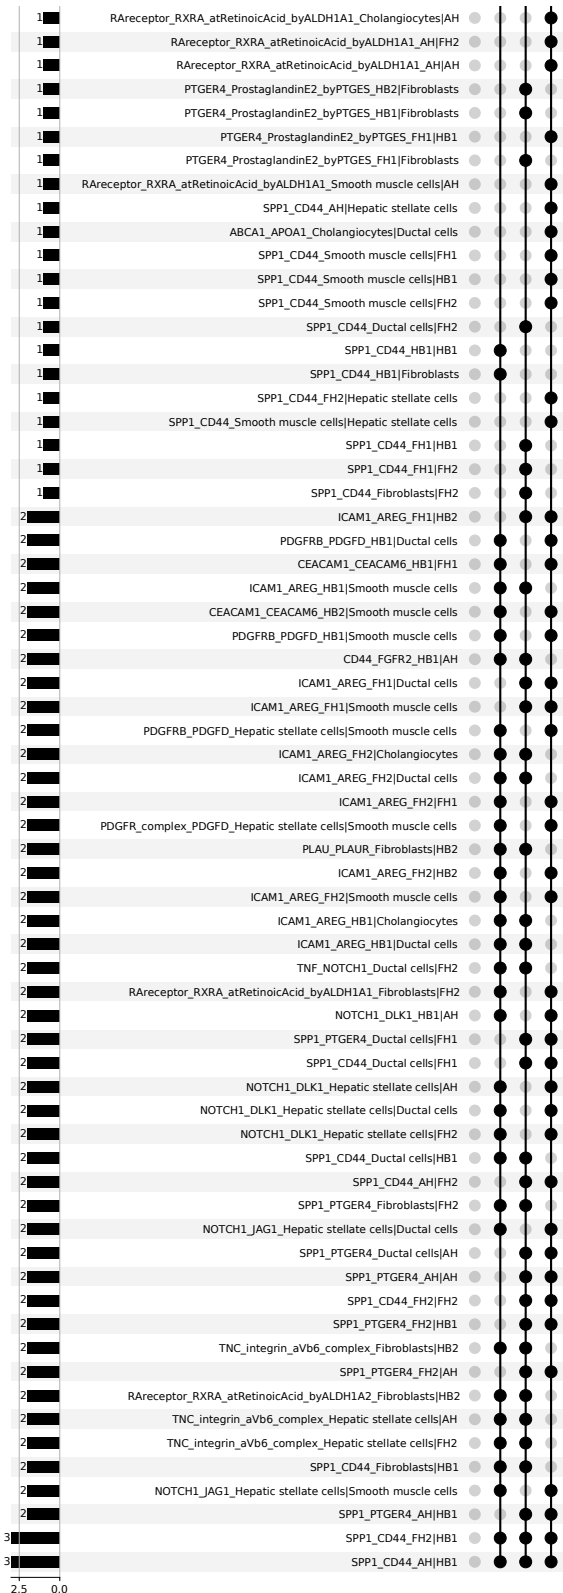 1 RAreceptor_RXRA_atRetinoicAcid_byALDH1A1_Cholangiocytes|AH
1 RAreceptor_RXRA_atRetinoicAcid_byALDH1A1_AH|FH2
1 RAreceptor_RXRA_atRetinoicAcid_byALDH1A1_AH|AH
1 PTGER4_ProstaglandinE2_byPTGES_HB2|Fibroblasts
1 PTGER4_ProstaglandinE2_byPTGES_HB1|Fibroblasts
1 PTGER4_ProstaglandinE2_byPTGES_FH1|HB1
1 PTGER4_ProstaglandinE2_byPTGES_FH1|Fibroblasts
1 RAreceptor_RXRA_atRetinoicAcid_byALDH1A1_Smooth muscle cells|AH
1 SPP1_CD44_AH|Hepatic stellate cells
1 ABCA1_APOA1_Cholangiocytes|Ductal cells
1 SPP1_CD44_Smooth muscle cells|FH1
1 SPP1_CD44_Smooth muscle cells|HB1
1 SPP1_CD44_Smooth muscle cells|FH2
1 SPP1_CD44_Ductal cells|FH2
1 SPP1_CD44_HB1|HB1
1 SPP1_CD44_HB1|Fibroblasts
1 SPP1_CD44_FH2|Hepatic stellate cells
1 SPP1_CD44_Smooth muscle cells|Hepatic stellate cells
1 SPP1_CD44_FH1|HB1
1 SPP1_CD44_FH1|FH2
1 SPP1_CD44_Fibroblasts|FH2
2 ICAM1_AREG_FH1|HB2
2 PDGFRB_PDGFD_HB1|Ductal cells
2 CEACAM1_CEACAM6_HB1|FH1
2 ICAM1_AREG_HB1|Smooth muscle cells
2 CEACAM1_CEACAM6_HB2|Smooth muscle cells
2 PDGFRB_PDGFD_HB1|Smooth muscle cells
2 CD44_FGFR2_HB1|AH
2 ICAM1_AREG_FH1|Ductal cells
2 ICAM1_AREG_FH1|Smooth muscle cells
2 PDGFRB_PDGFD_Hepatic stellate cells|Smooth muscle cells
2 ICAM1_AREG_FH2|Cholangiocytes
2 ICAM1_AREG_FH2|Ductal cells
2 ICAM1_AREG_FH2|FH1
2 PDGFR_complex_PDGFD_Hepatic stellate cells|Smooth muscle cells
2 PLAU_PLAUR_Fibroblasts|HB2
2 ICAM1_AREG_FH2|HB2
2 ICAM1_AREG_FH2|Smooth muscle cells
2 ICAM1_AREG_HB1|Cholangiocytes
2 ICAM1_AREG_HB1|Ductal cells
2 TNF_NOTCH1_Ductal cells|FH2
2 RAreceptor_RXRA_atRetinoicAcid_byALDH1A1_Fibroblasts|FH2
2 NOTCH1_DLK1_HB1|AH
2 SPP1_PTGER4_Ductal cells|FH1
2 SPP1_CD44_Ductal cells|FH1
2 NOTCH1_DLK1_Hepatic stellate cells|AH
2 NOTCH1_DLK1_Hepatic stellate cells|Ductal cells
2 NOTCH1_DLK1_Hepatic stellate cells|FH2
2 SPP1_CD44_Ductal cells|HB1
2 SPP1_CD44_AH|FH2
2 SPP1_PTGER4_Fibroblasts|FH2
2 NOTCH1_JAG1_Hepatic stellate cells|Ductal cells
2 SPP1_PTGER4_Ductal cells|AH
2 SPP1_PTGER4_AH|AH
2 SPP1_CD44_FH2|FH2
2 SPP1_PTGER4_FH2|HB1
2 TNC_integrin_aVb6_complex_Fibroblasts|HB2
2 SPP1_PTGER4_FH2|AH
2 RAreceptor_RXRA_atRetinoicAcid_byALDH1A2_Fibroblasts|HB2
2 TNC_integrin_aVb6_complex_Hepatic stellate cells|AH
2 TNC_integrin_aVb6_complex_Hepatic stellate cells|FH2
2 SPP1_CD44_Fibroblasts|HB1
2 NOTCH1_JAG1_Hepatic stellate cells|Smooth muscle cells
2 SPP1_PTGER4_AH|HB1
3 SPP1_CD44_FH2|HB1
3 SPP1_CD44_AH|HB1
2.5 0.0